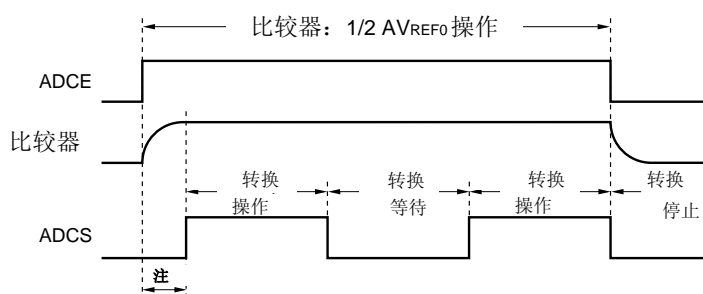 比较器：1/2 AVREF0 操作
ADCE
比较器
转换 转换 转换 转换
操作 等待 操作 停止
ADCS
注